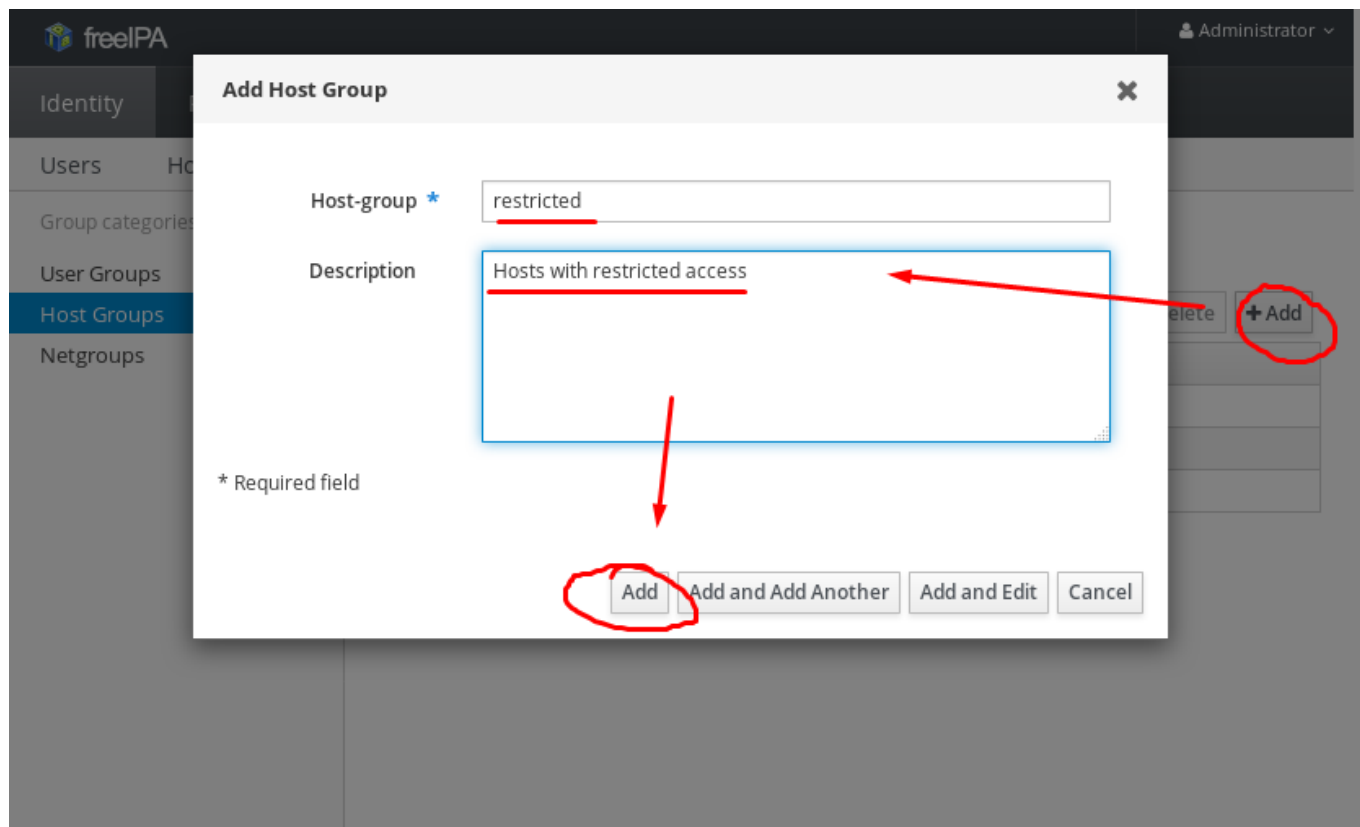 freeIPA
Administrator
Identity
Users
Add Host Group
Host-group *
restricted
Group categories
User Groups
Description
Hosts with restricted access
Host Groups
Add
Netgroups
* Required field
Add
Add and Add Another
Add and Edit
Cancel